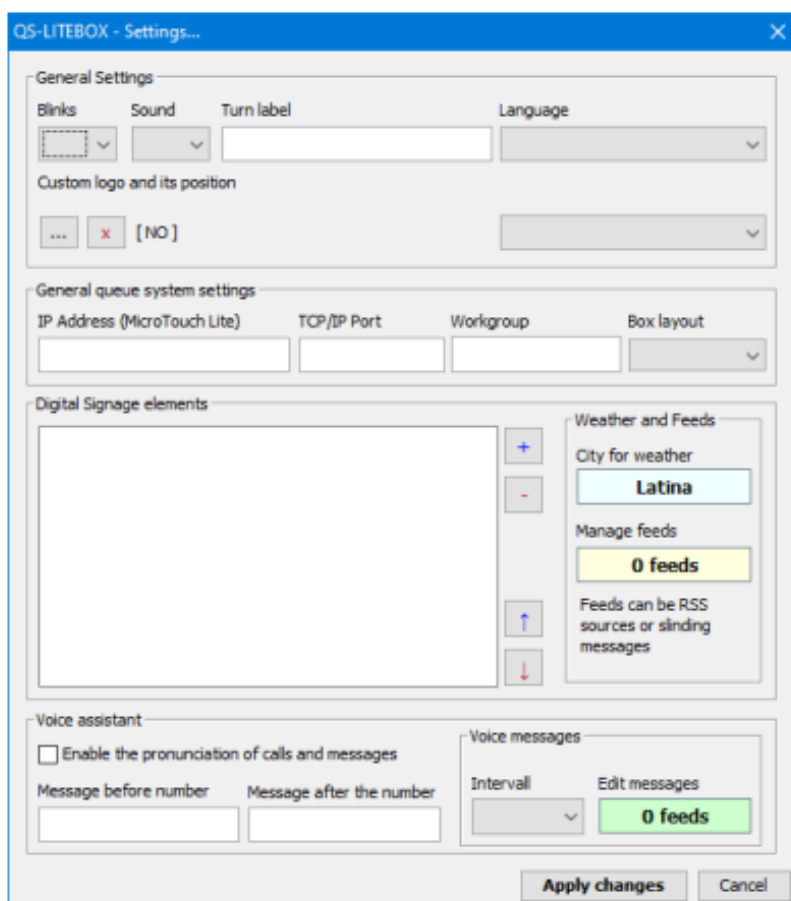 QS-LITEBOX - Settings...
General Settings
Blinks Sound Turn label Language
Custom logo and its position
... x [ NO ]
General queue system settings
IP Address (MicroTouch Lite) TCP/IP Port Workgroup Box layout
Digital Signage elements
+
-
↑
↓
Weather and Feeds
City for weather
Latina
Manage feeds
0 feeds
Feeds can be RSS
sources or slinding
messages
Voice assistant
Enable the pronunciation of calls and messages
Message before number Message after the number
Voice messages
Intervall Edit messages
0 feeds
Apply changes Cancel